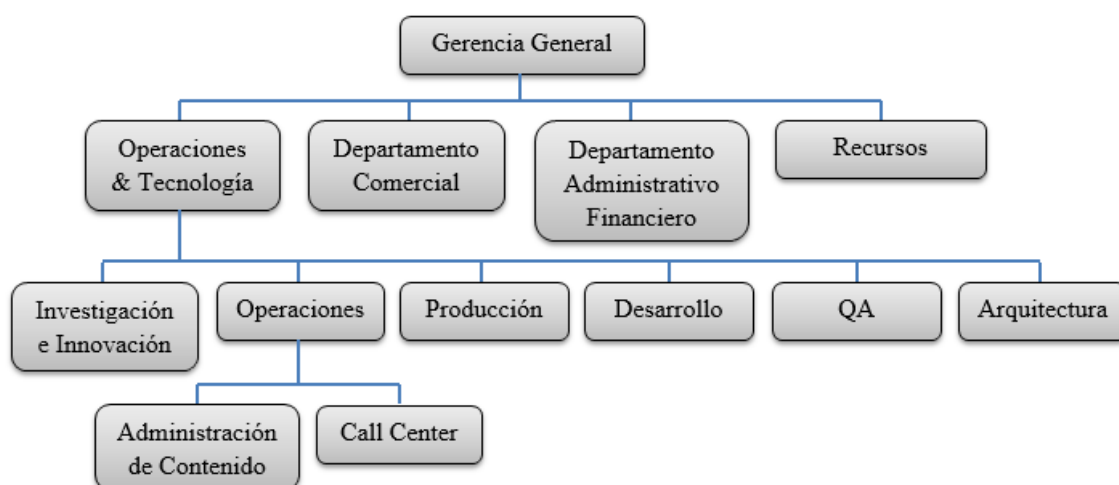 Gerencia General
Operaciones
& Tecnología
Departamento
Comercial
Departamento
Administrativo
Financiero
Recursos
Investigación
e Innovación
Operaciones
Producción
Desarrollo
QA
Arquitectura
Administración
de Contenido
Call Center